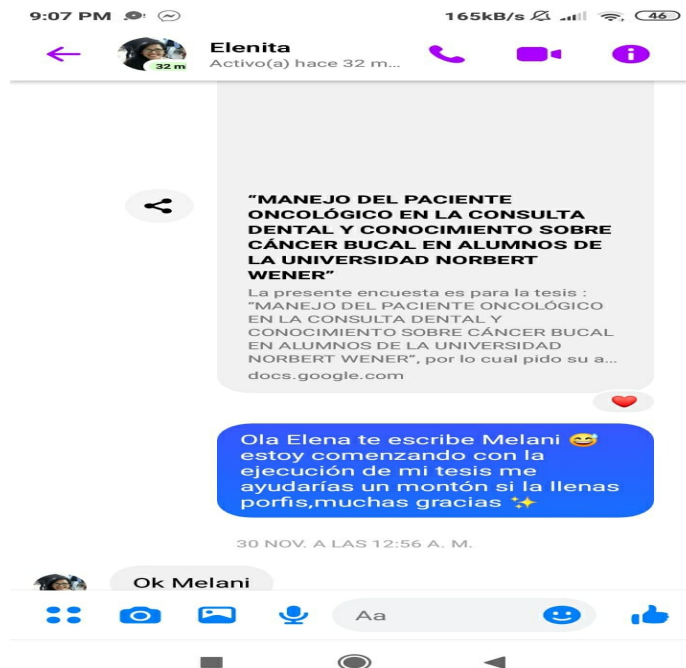 9:07 PM
165kB/s
46
Elenita
32 m
Activo(a) hace 32 m...
“MANEJO DEL PACIENTE
ONCOLÓGICO EN LA CONSULTA
DENTAL Y CONOCIMIENTO SOBRE
CÁNCER BUCAL EN ALUMNOS DE
LA UNIVERSIDAD NORBERT
WENER”
La presente encuesta es para la tesis :
“MANEJO DEL PACIENTE ONCOLÓGICO
EN LA CONSULTA DENTAL Y
CONOCIMIENTO SOBRE CÁNCER BUCAL
EN ALUMNOS DE LA UNIVERSIDAD
NORBERT WENER”, por lo cual pido su a...
docs.google.com
Ola Elena te escribe Melani 😅
estoy comenzando con la
ejecución de mi tesis me
ayudarías un montón si la llenas
porfis,muchas gracias ✨
30 NOV. A LAS 12:56 A. M.
Ok Melani
Aa